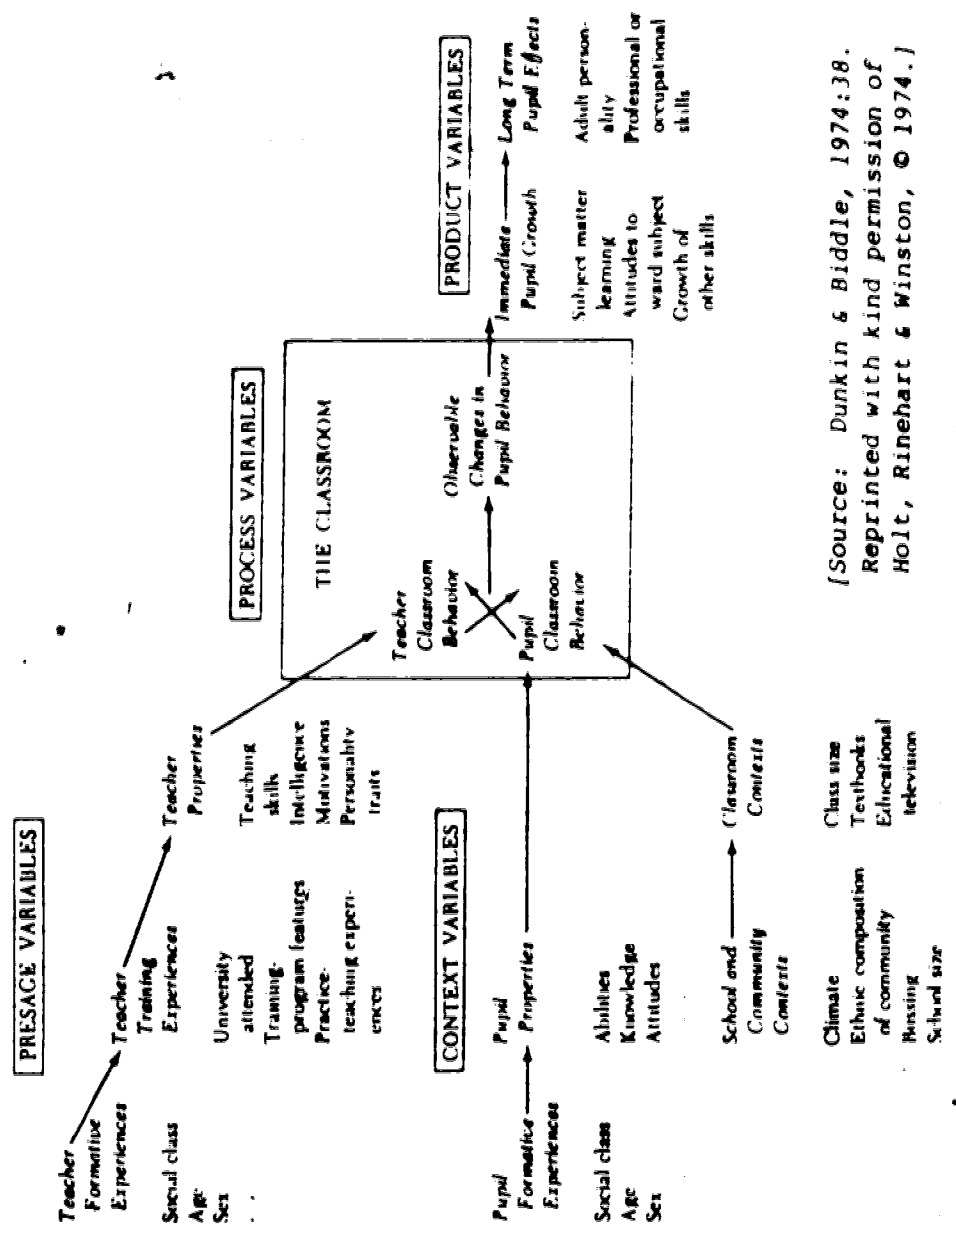 PRESAGE VARIABLES
Teacher
Formative
Experiences
Social class
Age
Sex
Teacher
Training
Experiences
University
attended
Training-
program features
Practice-
teaching experi-
ences
Teacher
Properties
Teaching
skills
Intelligence
Motivations
Personality
traits
CONTEXT VARIABLES
Pupil
Formative
Experiences
Social class
Age
Sex
Pupil
Properties
Abilities
Knowledge
Attitudes
School and
Community
Contexts
Climate
Ethnic composition
of community
Bussing
School size
Classroom
Contexts
Class size
Textbooks
Educational
television
PROCESS VARIABLES
THE CLASSROOM
Teacher
Classroom
Behavior
Pupil
Classroom
Behavior
Observable
Changes in
Pupil Behavior
PRODUCT VARIABLES
Immediate
Pupil Growth
Subject matter
learning
Attitudes to
ward subject
Growth of
other skills
Long Term
Pupil Effects
Adult person-
ality
Professional or
occupational
skills
[Source: Dunkin & Biddle, 1974:38.
Reprinted with kind permission of
Holt, Rinehart & Winston, © 1974.]